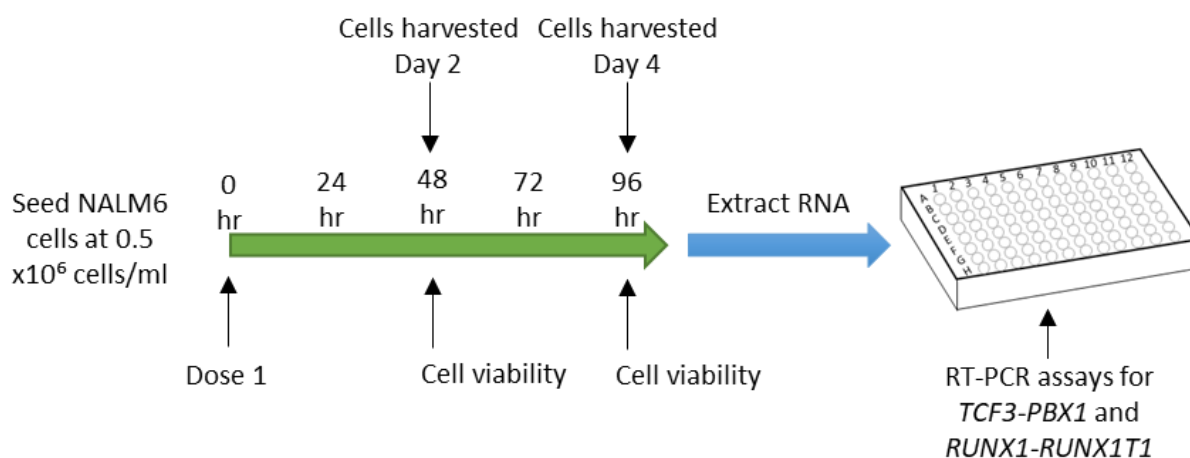 Cells harvested
Day 2
Cells harvested
Day 4
Seed NALM6
cells at 0.5
x10⁶ cells/ml
0
hr
24
hr
48
hr
72
hr
96
hr
Extract RNA
1 2 3 4 5 6 7 8 9 10 11 12
A
B
C
D
E
F
G
H
Dose 1
Cell viability
Cell viability
RT-PCR assays for
TCF3-PBX1 and
RUNX1-RUNX1T1